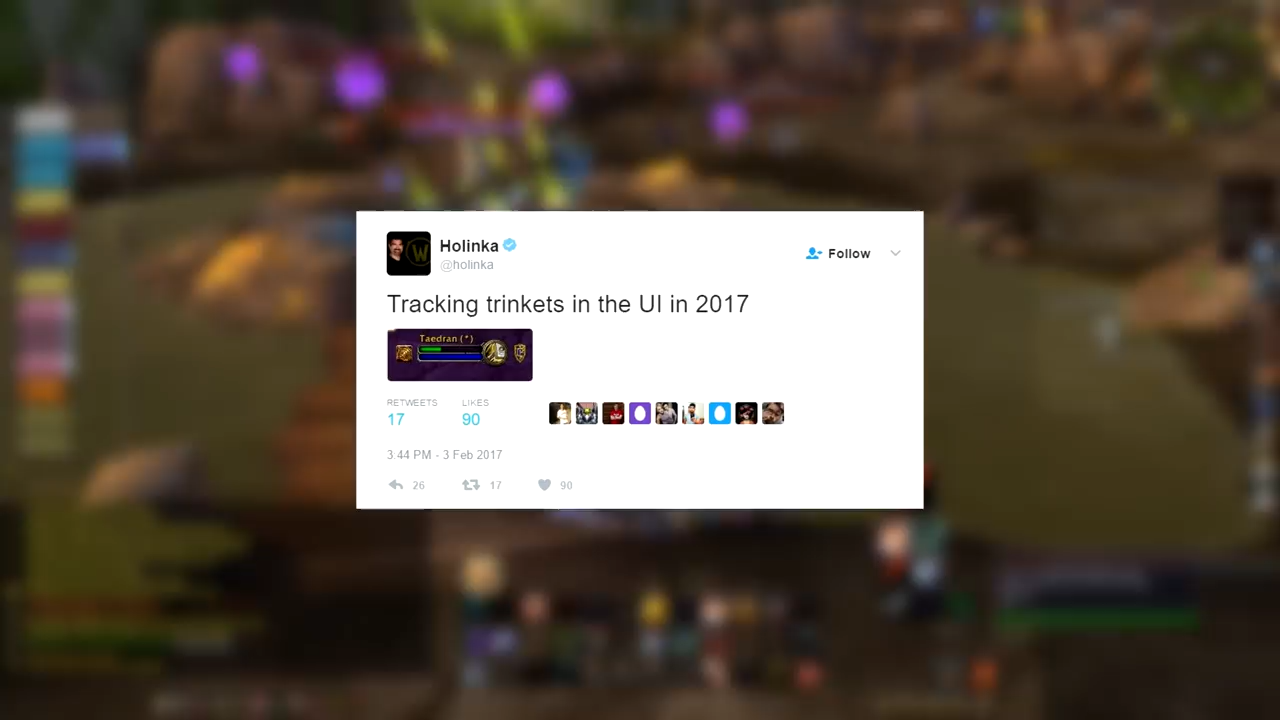 Holinka
@holinka
Follow
Tracking trinkets in the UI in 2017
Taedran (*)
RETWEETS
LIKES
17
90
3:44 PM - 3 Feb 2017
26
17
90